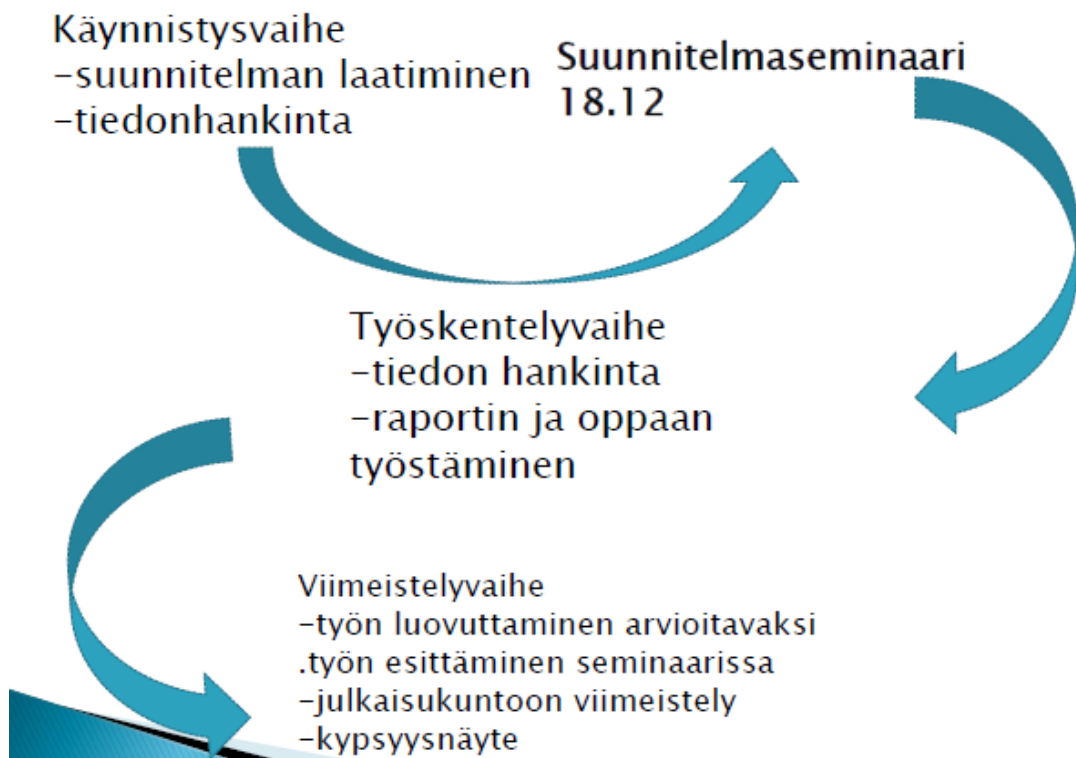 Käynnistysvaihe
-suunnitelman laatiminen
-tiedonhankinta
Suunnitelmaseminaari
18.12
Työskentelyvaihe
-tiedon hankinta
-raportin ja oppaan
työstäminen
Viimeistelyvaihe
-työn luovuttaminen arvioitavaksi
.työn esittäminen seminaarissa
-julkaisukuntoon viimeistely
-kypsyysnäyte